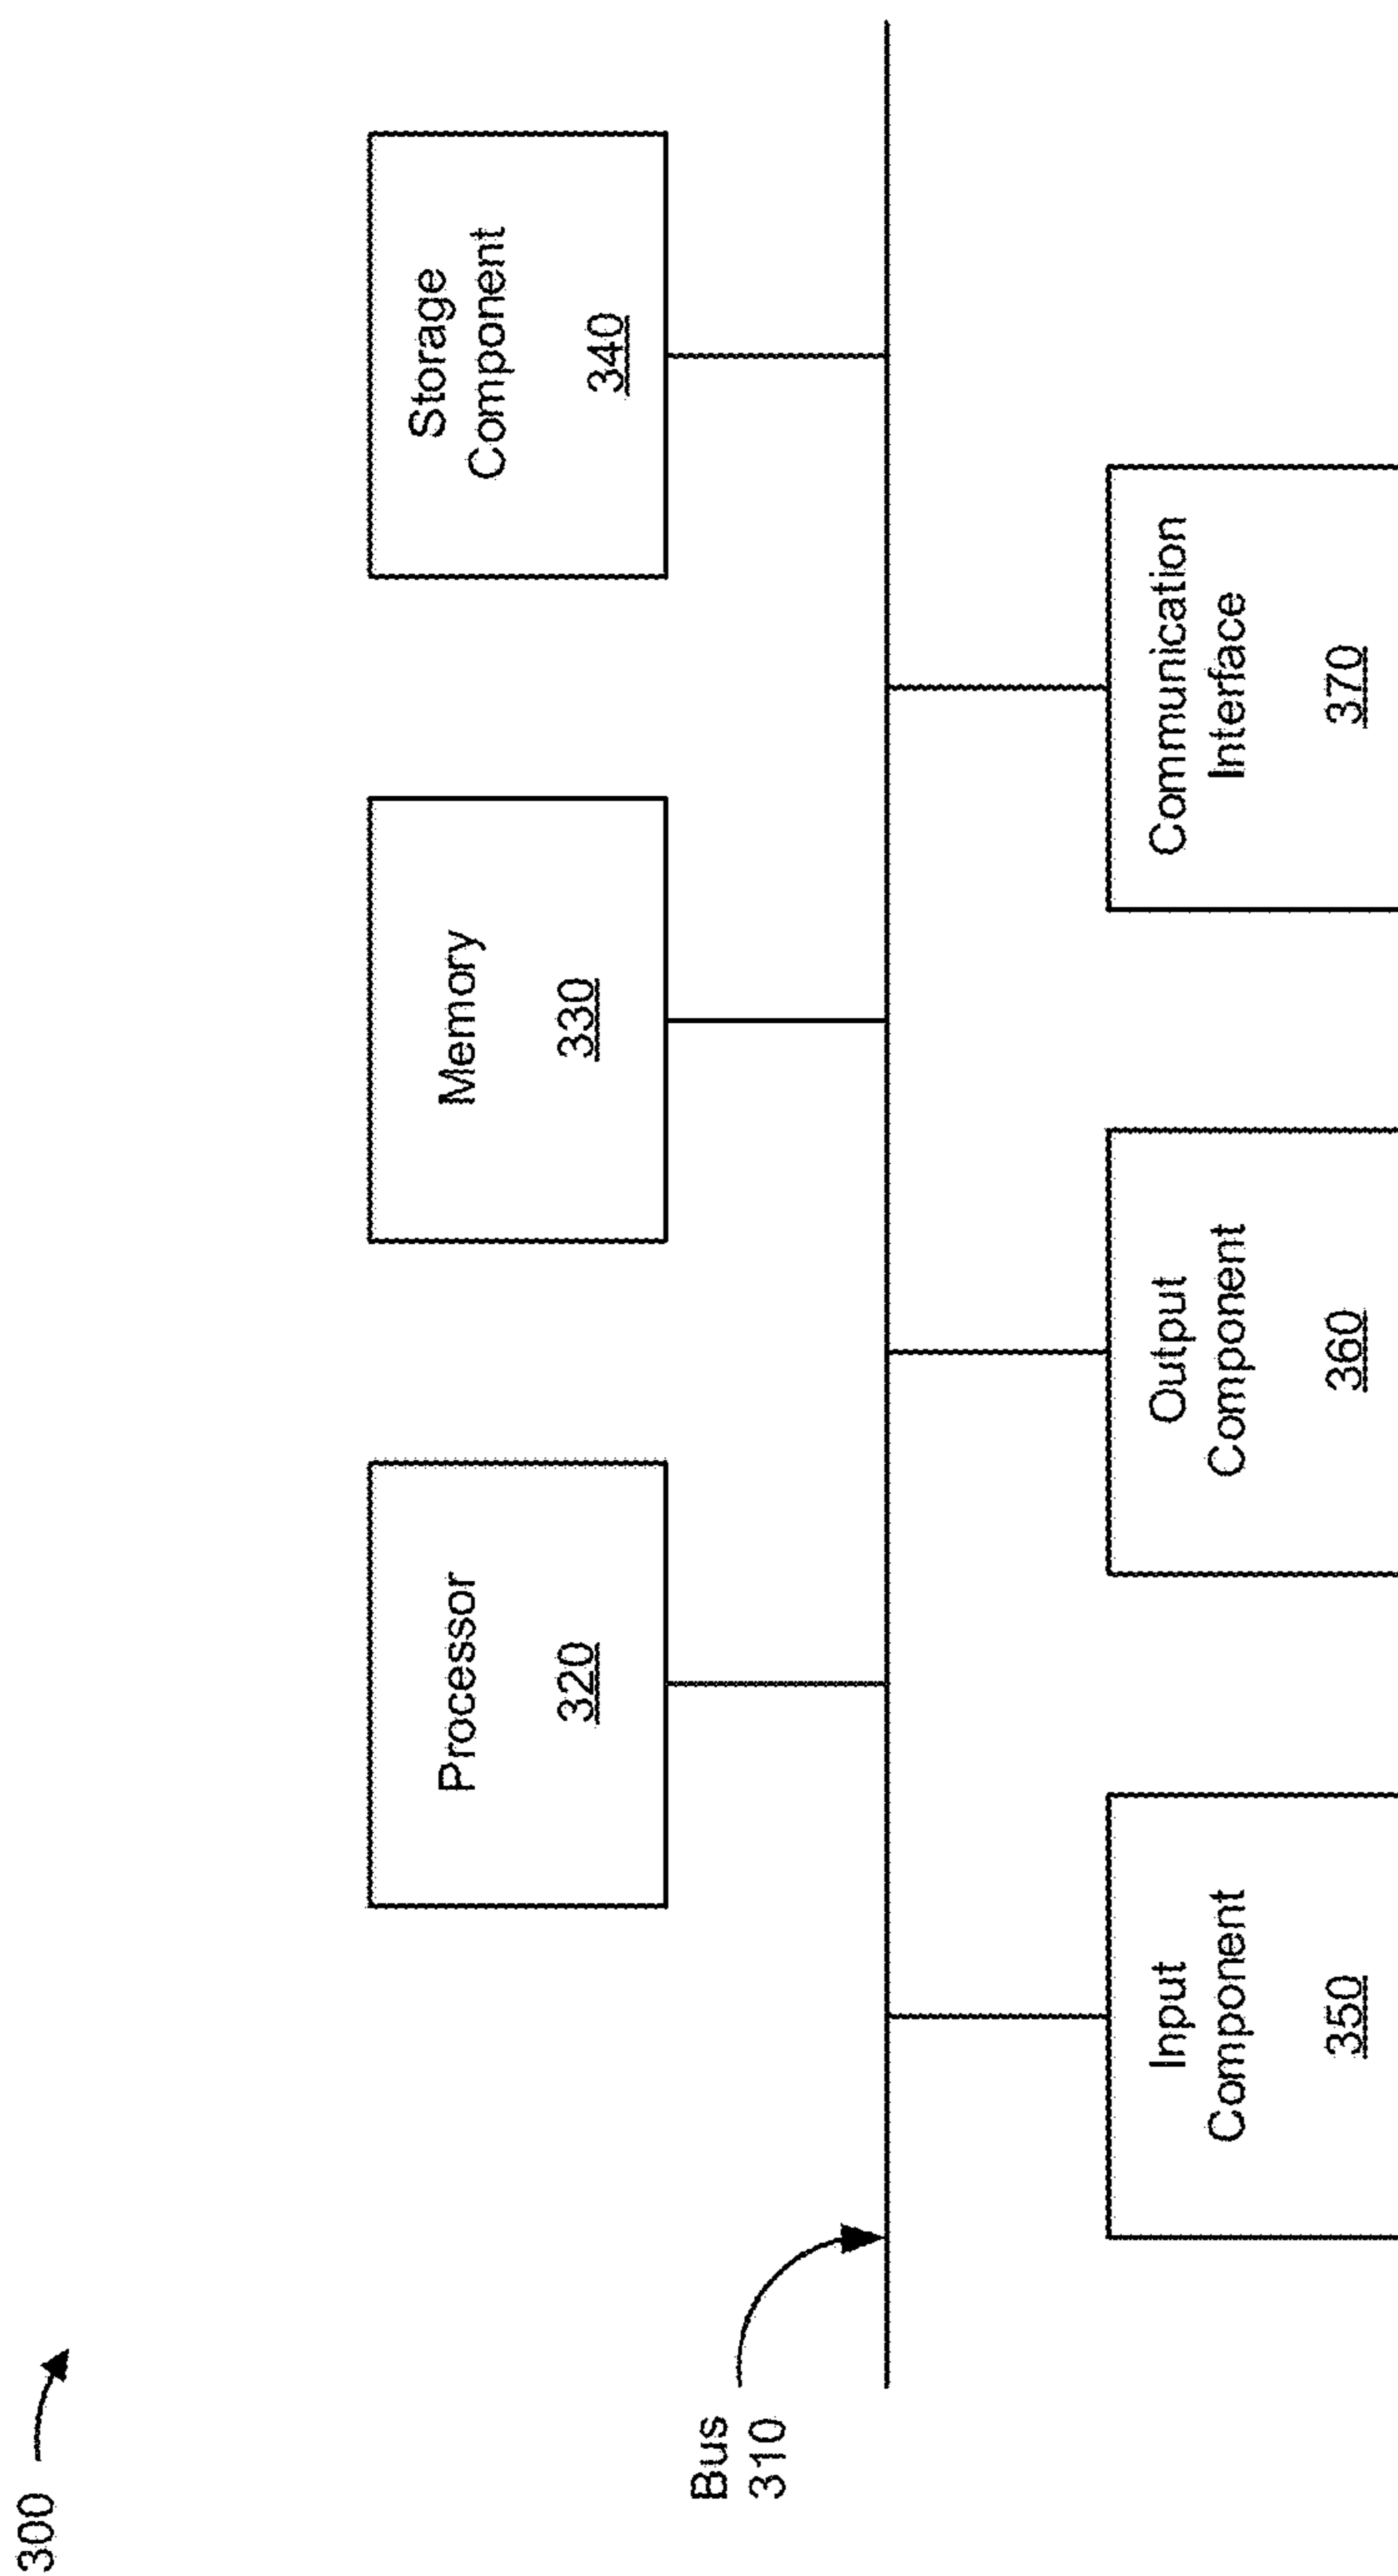 300
Processor
320
Memory
330
Storage
Component
340
Bus
310
Input
Component
350
Output
Component
360
Communication
Interface
370